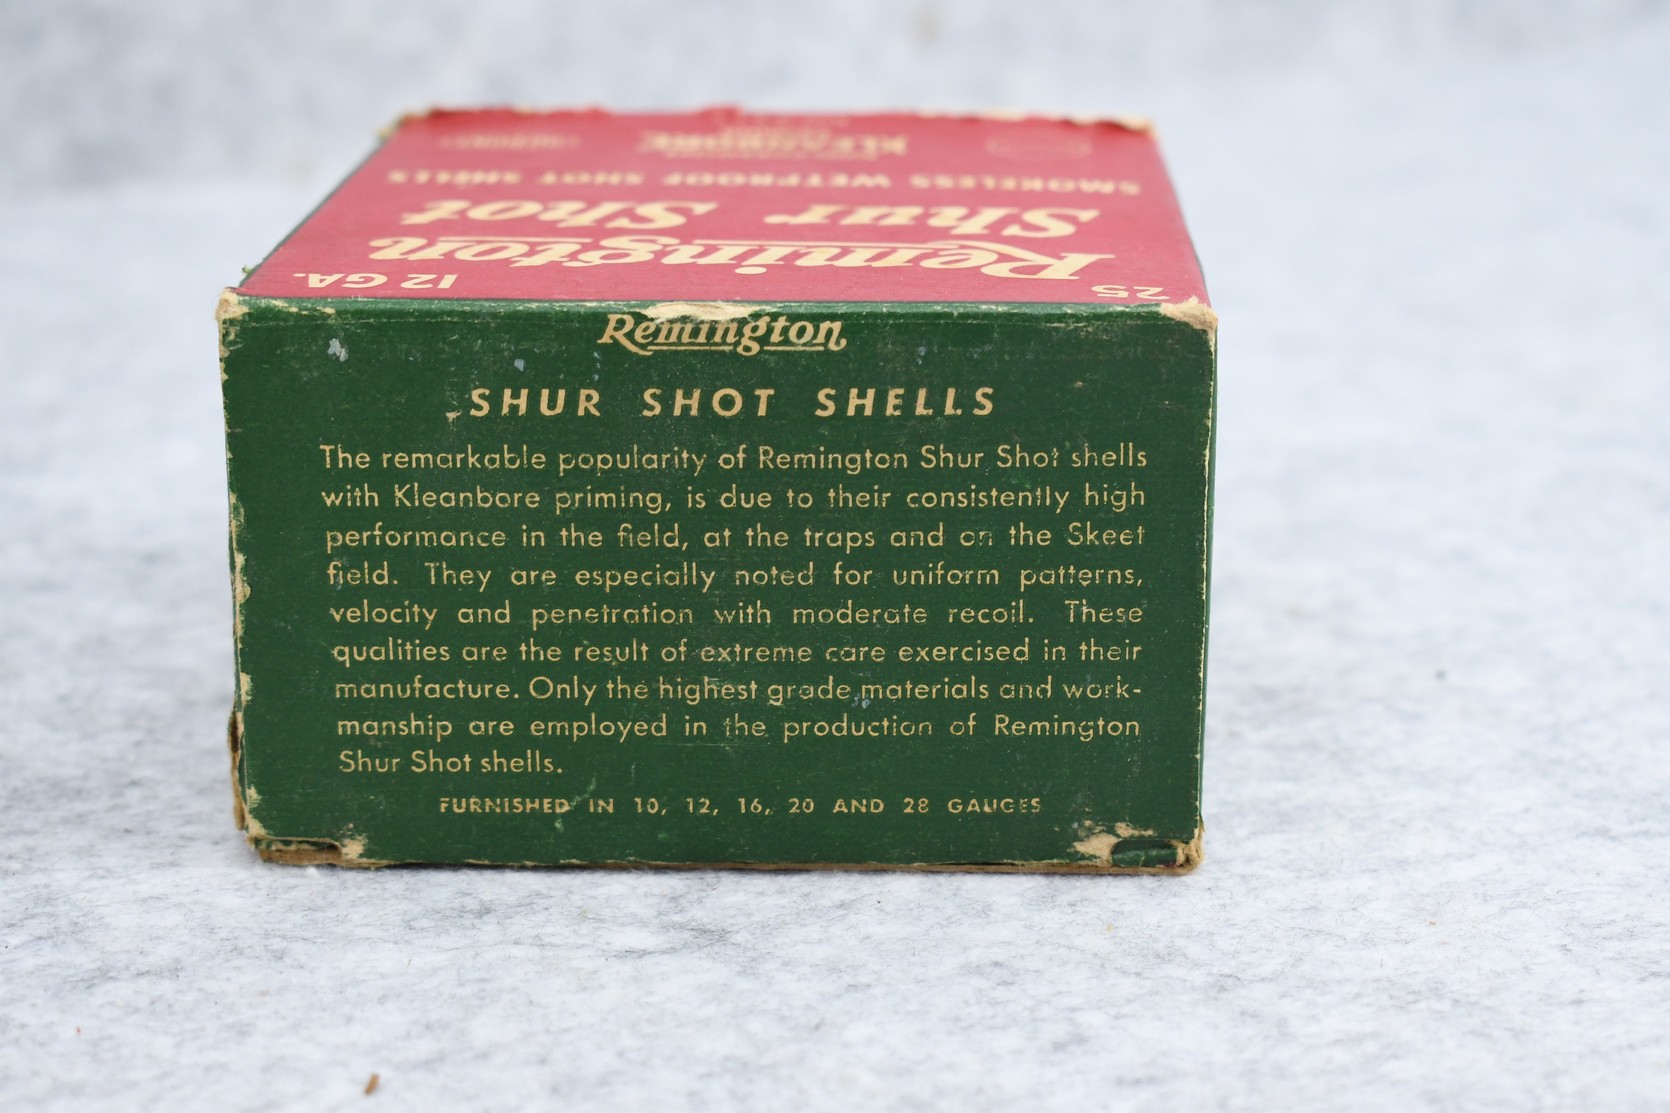 25 12 GA.
Remington
Shur Shot
SMOKELESS WETPROOF SHOT SHELLS
KLEANBORE
Remington
SHUR SHOT SHELLS
The remarkable popularity of Remington Shur Shot shells
with Kleanbore priming, is due to their consistently high
performance in the field, at the traps and on the Skeet
field. They are especially noted for uniform patterns,
velocity and penetration with moderate recoil. These
qualities are the result of extreme care exercised in their
manufacture. Only the highest grade materials and work-
manship are employed in the production of Remington
Shur Shot shells.
FURNISHED IN 10, 12, 16, 20 AND 28 GAUGES